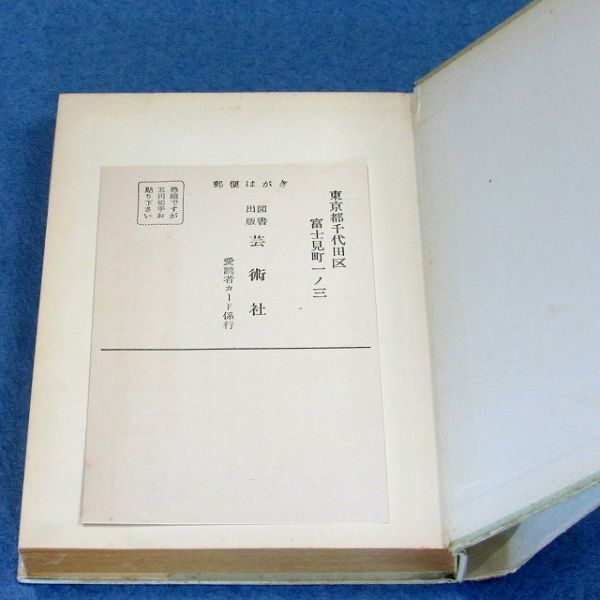 郵便はがき
東京都千代田区
富士見町一ノ三
図書
出版
芸術社
愛読者カード係行
恐縮ですが
五円切手お
貼り下さい